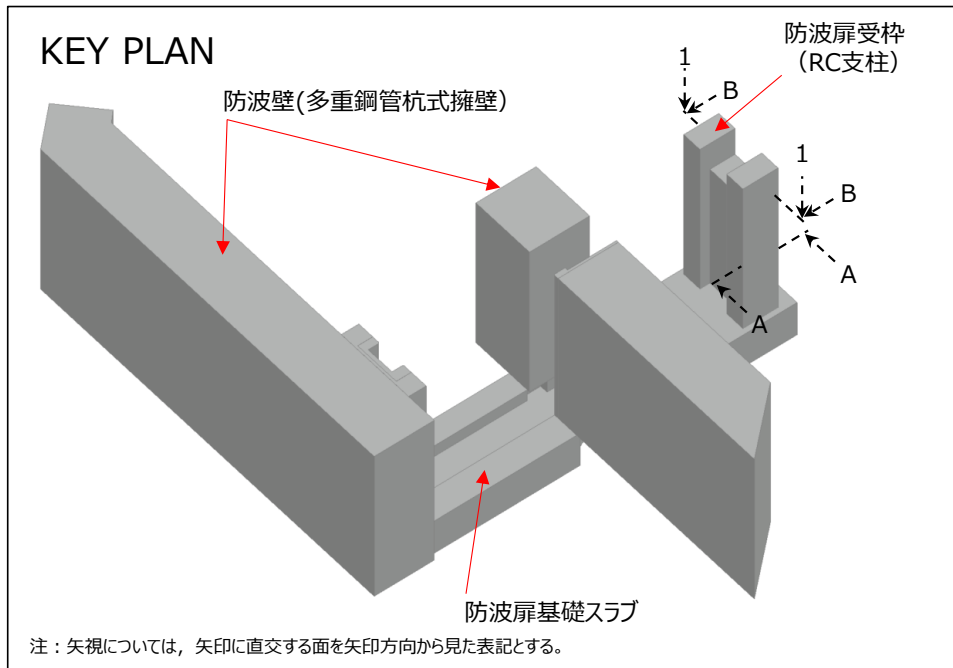 KEY PLAN
防波扉受枠
（RC支柱）
1
B
防波壁(多重鋼管杭式擁壁）
1
B
A
A
防波扉基礎スラブ
注：矢視については，矢印に直交する面を矢印方向から見た表記とする。